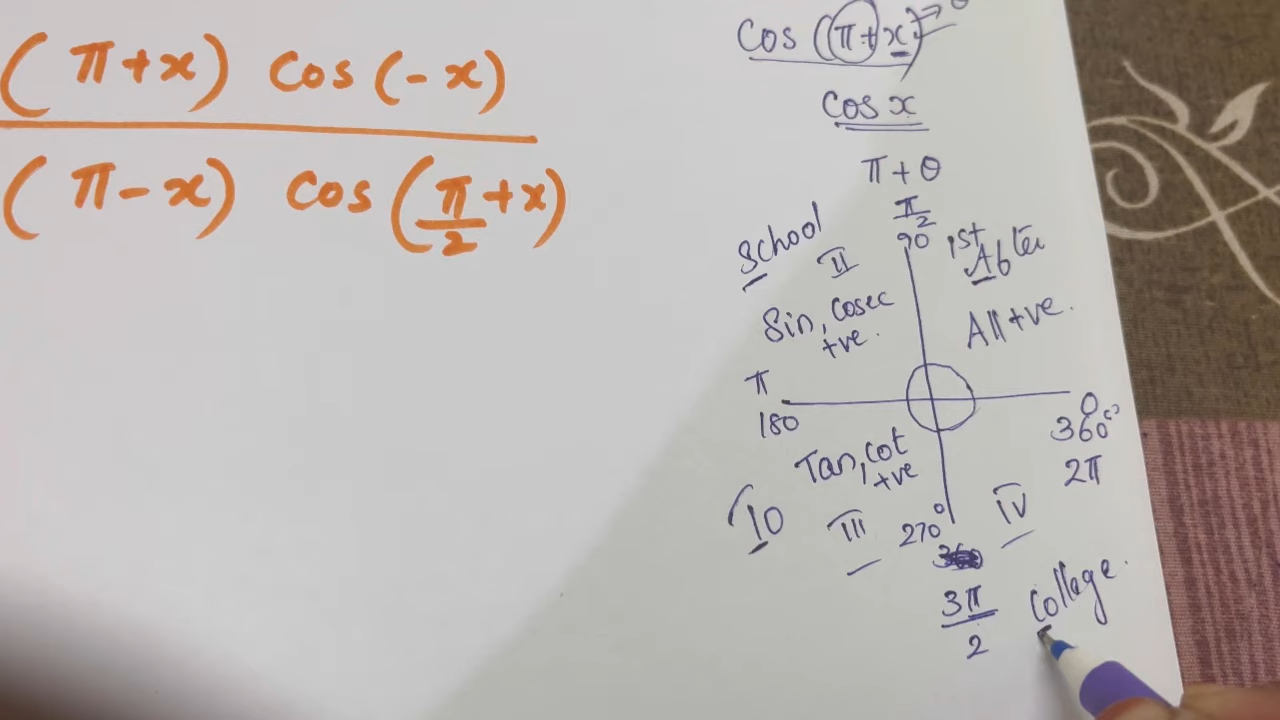 ( π+x) cos(-x)
( π-x) cos(π/2+x)
cos ((π+x)→θ
cos x
π+θ
π/2
90
School
II
1st
After
Sin, cosec
+ve.
All +ve.
π
180
0
360°
2π
Tan, cot
+ve
To
III
270°
IV
3π/2
College.